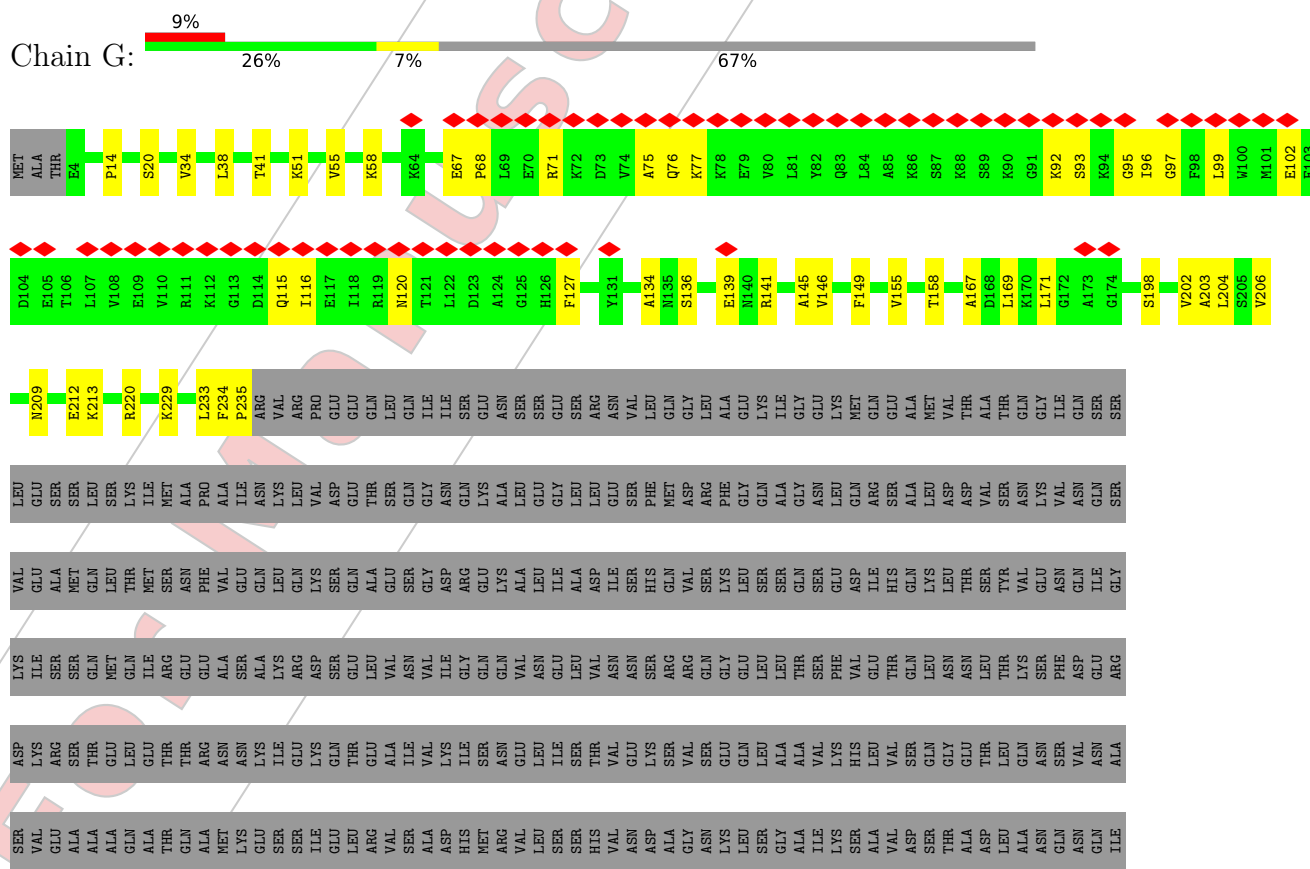 Chain G:
9%
26% 7% 67%
MET ALA THR E4 P14 S20 V34 L38 T41 K51 V55 K58 K64 E67 P68 L69 E70 R71 K72 D73 V74 A75 Q76 K77 K78 E79 V80 L81 Y82 Q83 L84 A85 K86 S87 K88 S89 K90 G91 K92 S93 K94 G95 I96 G97 F98 L99 W100 M101 E102
D104 E105 T106 L107 V108 E109 V110 R111 K112 G113 D114 Q115 I116 E117 I118 R119 N120 T121 L122 D123 A124 G125 H126 F127 Y131 A134 N135 S136 E139 N140 R141 A145 V146 F149 V155 T158 A167 D168 L169 K170 L171 G172 A173 G174 S198 V202 A203 L204 S205 V206
N209 E212 K213 R220 K229 L233 F234 P235 ARG VAL ARG PRO GLU GLU GLN LEU GLN ILE ILE SER GLU ASN SER SER GLU SER ARG ASN VAL LEU GLN GLY LEU ALA GLU LYS ILE GLY GLU LYS MET GLN GLU ALA MET VAL THR ALA THR GLN GLY ILE GLN SER SER
LEU GLU SER SER LEU SER LYS ILE MET ALA PRO ALA ILE ASN LYS LEU VAL ASP GLU THR SER GLN GLY ASN GLN LYS ALA LEU GLU GLY LEU LEU GLU SER PHE MET ASP ARG PHE GLY GLN ALA GLY ASN LEU GLN ARG SER ALA LEU ASP ASP VAL SER ASN LYS VAL ASN GLN SER
VAL GLU ALA MET GLN LEU THR MET SER ASN PHE VAL GLU GLN LEU GLN LYS SER GLN ALA GLU SER GLY ASP ARG GLU LYS ALA LEU ILE ALA ASP ILE SER HIS GLN VAL SER LYS LEU SER SER GLN SER GLU ASP ILE HIS GLN LYS LEU THR SER TYR VAL GLU ASN GLN ILE GLY
LYS ILE SER SER GLN MET GLN ILE ARG GLU GLU ALA SER ALA LYS ARG ASP SER GLU LEU VAL ASN VAL ILE GLY GLN GLN VAL ASN GLU LEU VAL ASN ASN SER ARG ARG GLN GLY GLU LEU LEU THR SER PHE VAL GLU THR GLN LEU ASN ASN LEU THR LYS SER PHE ASP GLU ARG
ASP LYS ARG SER THR GLU LEU GLU THR THR ARG ASN ASN LYS ILE GLU LYS GLN THR GLU ALA ILE VAL LYS ILE SER ASN GLU LEU ILE SER THR VAL GLU LYS SER VAL SER GLU GLN LEU ALA ALA VAL LYS HIS LEU VAL SER GLN GLY GLU THR LEU GLN ASN SER VAL ASN ALA
SER VAL GLU ALA ALA ALA GLN ALA THR GLN ALA MET LYS GLU SER SER ILE GLU LEU ARG VAL SER ALA ASP HIS MET ARG VAL LEU SER SER HIS VAL ASN ASP ALA GLY ASN LYS LEU SER GLY ALA ILE LYS SER ALA VAL ASP SER THR ALA ASP LEU ALA ASN GLN ASN GLN ILE